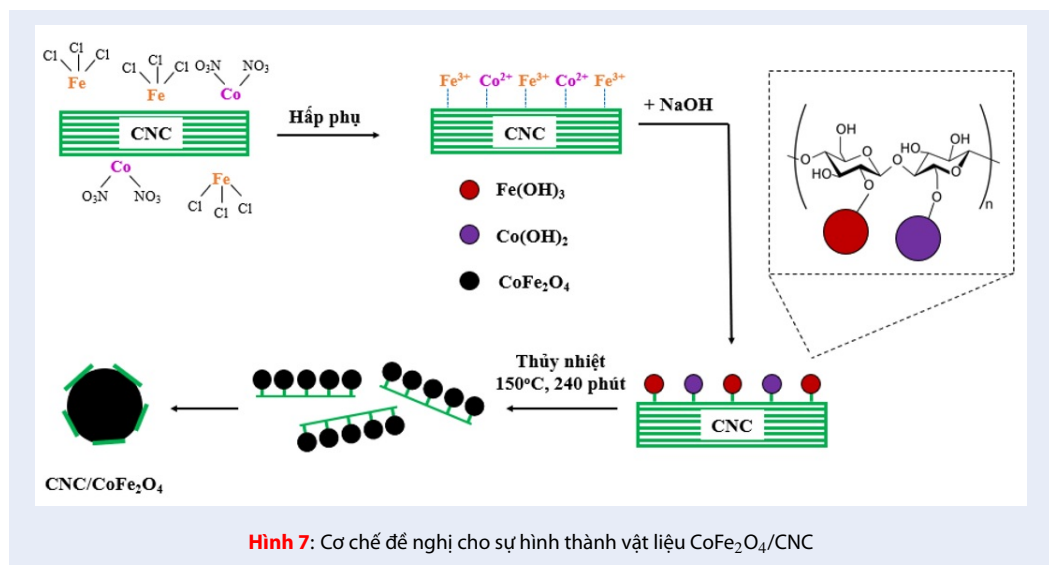 Cl Cl Cl
Fe
Cl Cl Cl
Fe
O₃N NO₃
Co
CNC
Co
O₃N NO₃
Fe
Cl Cl Cl
Hấp phụ
Fe³⁺ Co²⁺ Fe³⁺ Co²⁺ Fe³⁺
CNC
+ NaOH
Fe(OH)₃
Co(OH)₂
CoFe₂O₄
OH
O
O
HO
O
O
HO
OH
O
O
n
Thủy nhiệt
150°C, 240 phút
CNC
CNC/CoFe₂O₄
Hình 7: Cơ chế đề nghị cho sự hình thành vật liệu CoFe₂O₄/CNC